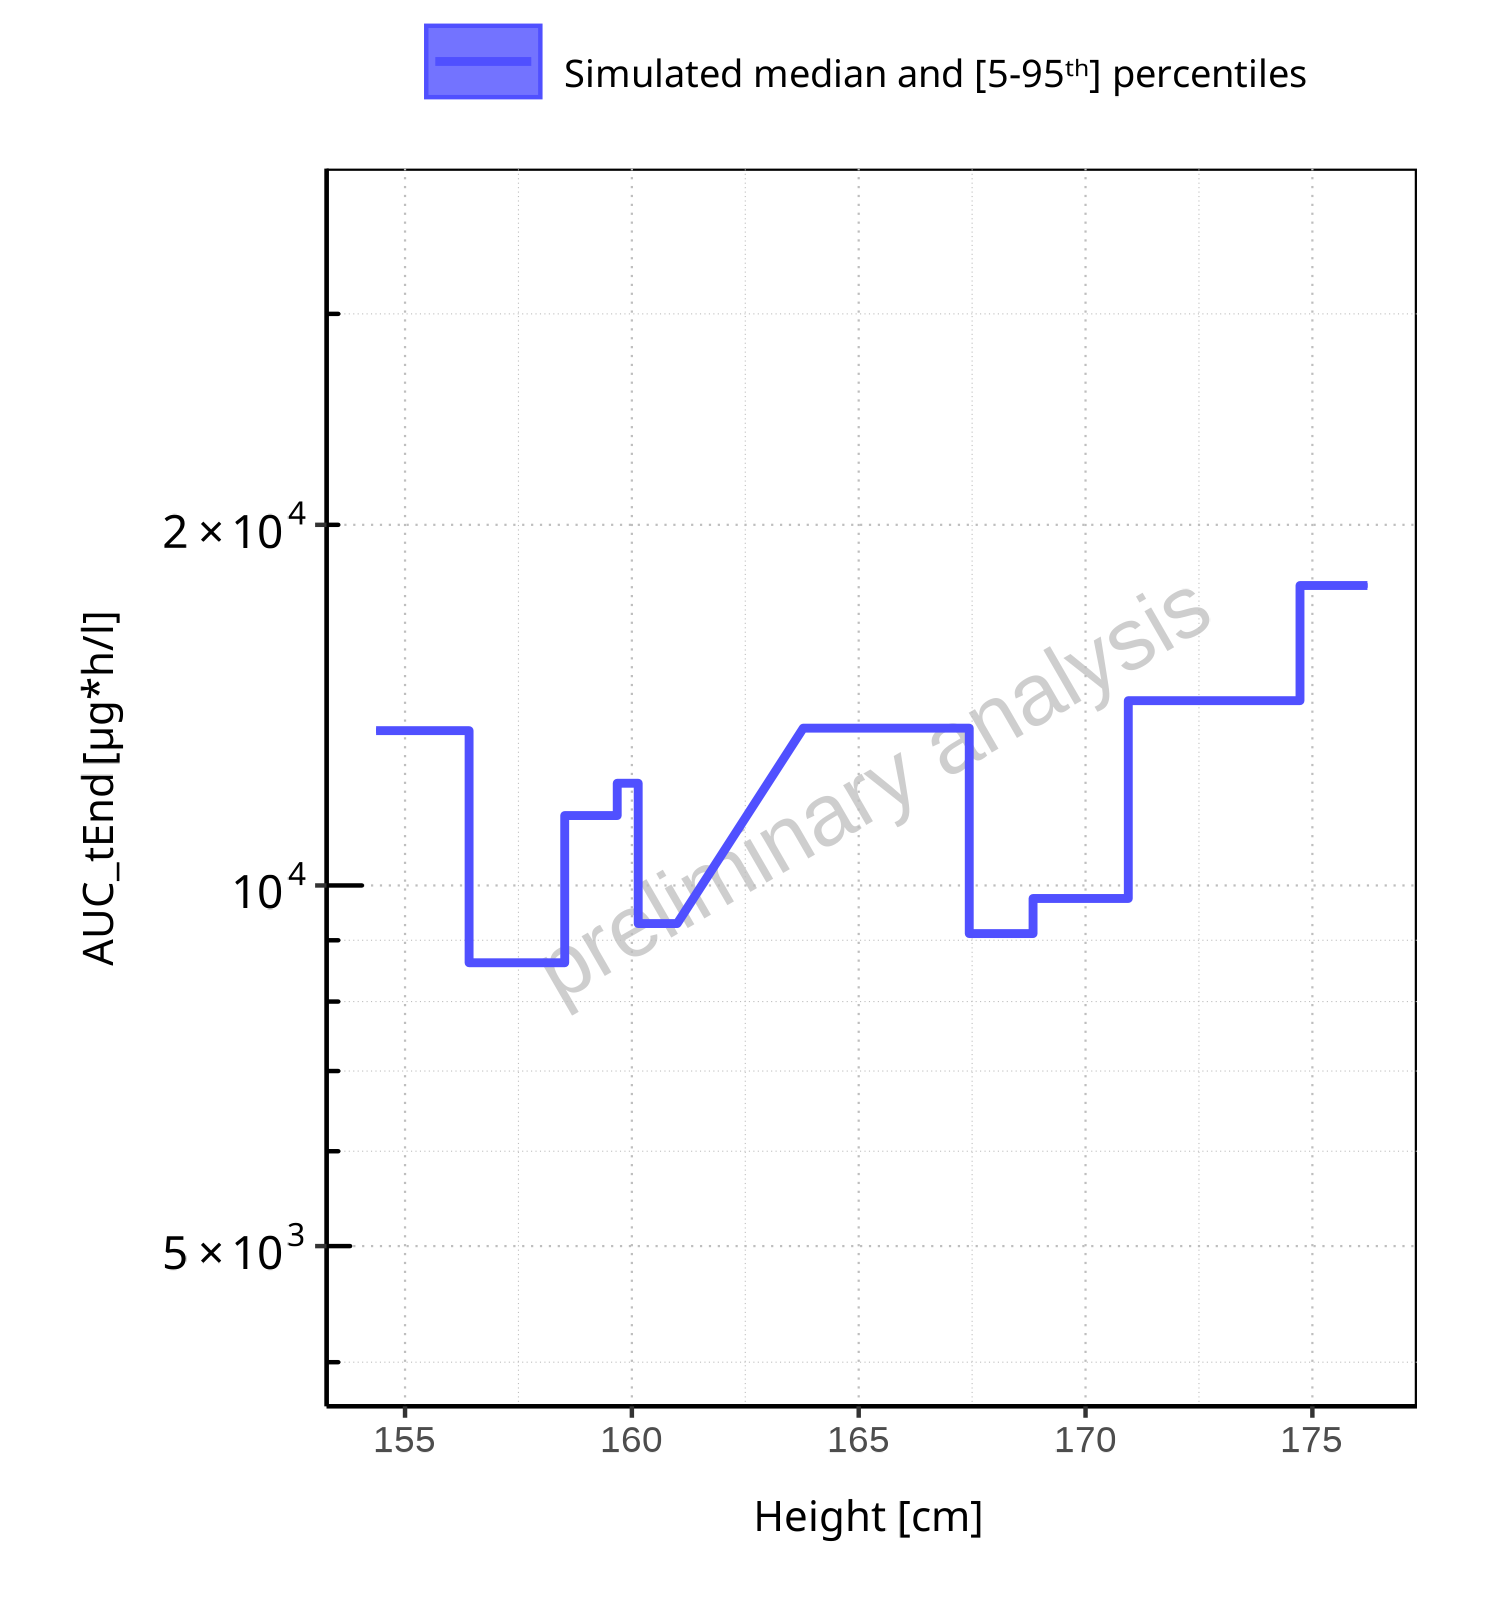 Simulated median and [5-95ᵗʰ] percentiles
AUC_tEnd [µg*h/l]
2 × 10⁴
10⁴
5 × 10³
preliminary analysis
155 160 165 170 175
Height [cm]